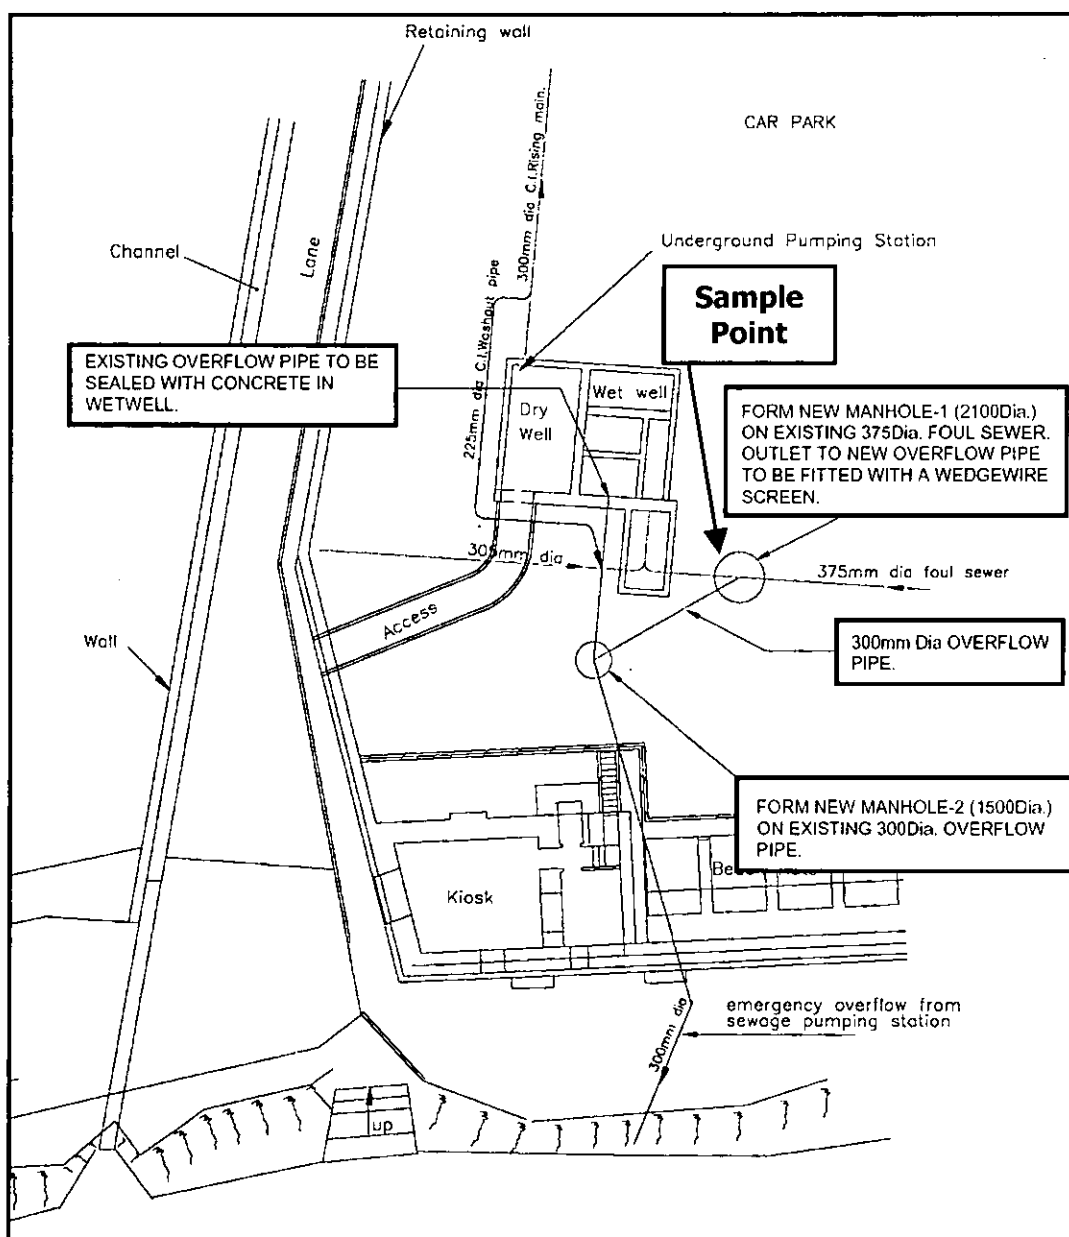 Retaining wall
CAR PARK
300mm dia C.I.Rising main.
Lane
Channel
Underground Pumping Station
225mm dia C.I.Washout pipe
Sample
Point
EXISTING OVERFLOW PIPE TO BE
SEALED WITH CONCRETE IN
WETWELL.
Wet well
Dry
Well
FORM NEW MANHOLE-1 (2100Dia.)
ON EXISTING 375Dia. FOUL SEWER.
OUTLET TO NEW OVERFLOW PIPE
TO BE FITTED WITH A WEDGEWIRE
SCREEN.
305mm dia
375mm dia foul sewer
Access
Wall
300mm Dia OVERFLOW
PIPE.
FORM NEW MANHOLE-2 (1500Dia.)
ON EXISTING 300Dia. OVERFLOW
PIPE.
Kiosk
300mm dia
emergency overflow from
sewage pumping station
up